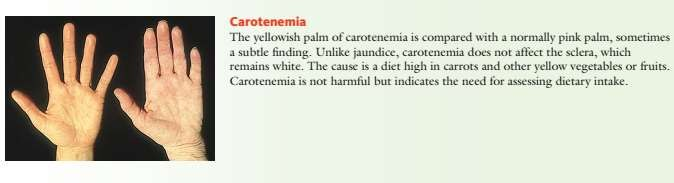 Carotenemia
The yellowish palm of carotenemia is compared with a normally pink palm, sometimes
a subtle finding. Unlike jaundice, carotenemia does not affect the sclera, which
remains white. The cause is a diet high in carrots and other yellow vegetables or fruits.
Carotenemia is not harmful but indicates the need for assessing dietary intake.